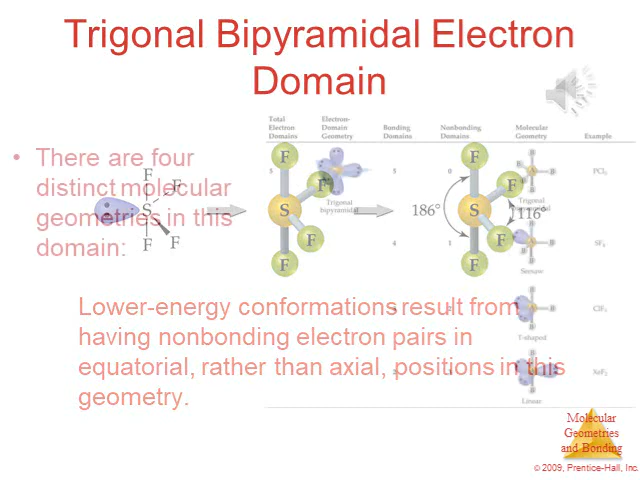 Trigonal Bipyramidal Electron
Domain
• There are four
distinct molecular
geometries in this
domain:
Lower-energy conformations result from
having nonbonding electron pairs in
equatorial, rather than axial, positions in this
geometry.
Total
Electron
Domains
Electron-
Domain
Geometry
Bonding
Domains
Nonbonding
Domains
Molecular
Geometry
Example
5
Trigonal
bipyramidal
5
0
Trigonal
bipyramidal
PCl₅
4
1
Seesaw
SF₄
T-shaped
ClF₃
Linear
XeF₂
F
F
S
F
F
F
F
S
F
F
F
F
S
F
F
186°
116°
Molecular
Geometries
and Bonding
© 2009, Prentice-Hall, Inc.